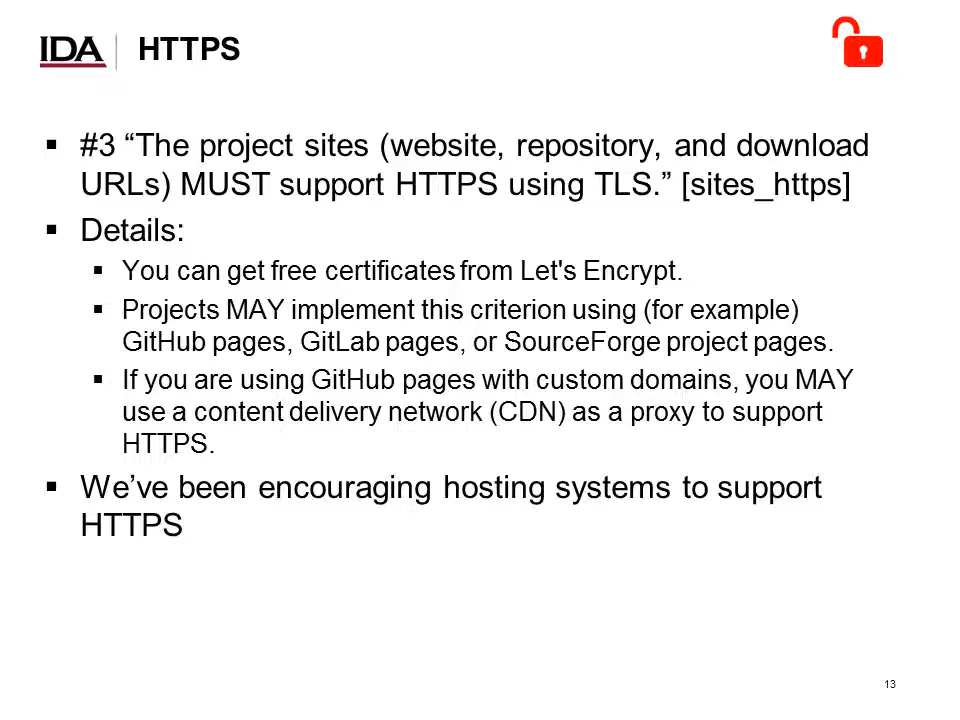 IDA HTTPS
▪ #3 “The project sites (website, repository, and download
URLs) MUST support HTTPS using TLS.” [sites_https]
▪ Details:
▪ You can get free certificates from Let's Encrypt.
▪ Projects MAY implement this criterion using (for example)
GitHub pages, GitLab pages, or SourceForge project pages.
▪ If you are using GitHub pages with custom domains, you MAY
use a content delivery network (CDN) as a proxy to support
HTTPS.
▪ We’ve been encouraging hosting systems to support
HTTPS
13